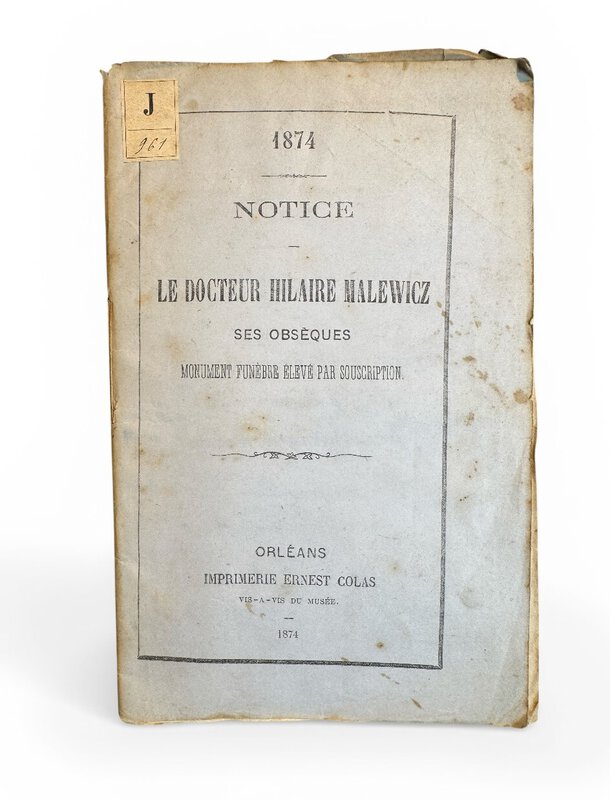 J
961
1874
NOTICE
LE DOCTEUR HILAIRE MALEWICZ
SES OBSÈQUES
MONUMENT FUNÈBRE ÉLEVÉ PAR SOUSCRIPTION.
ORLÉANS
IMPRIMERIE ERNEST COLAS
VIS-A-VIS DU MUSÉE.
1874